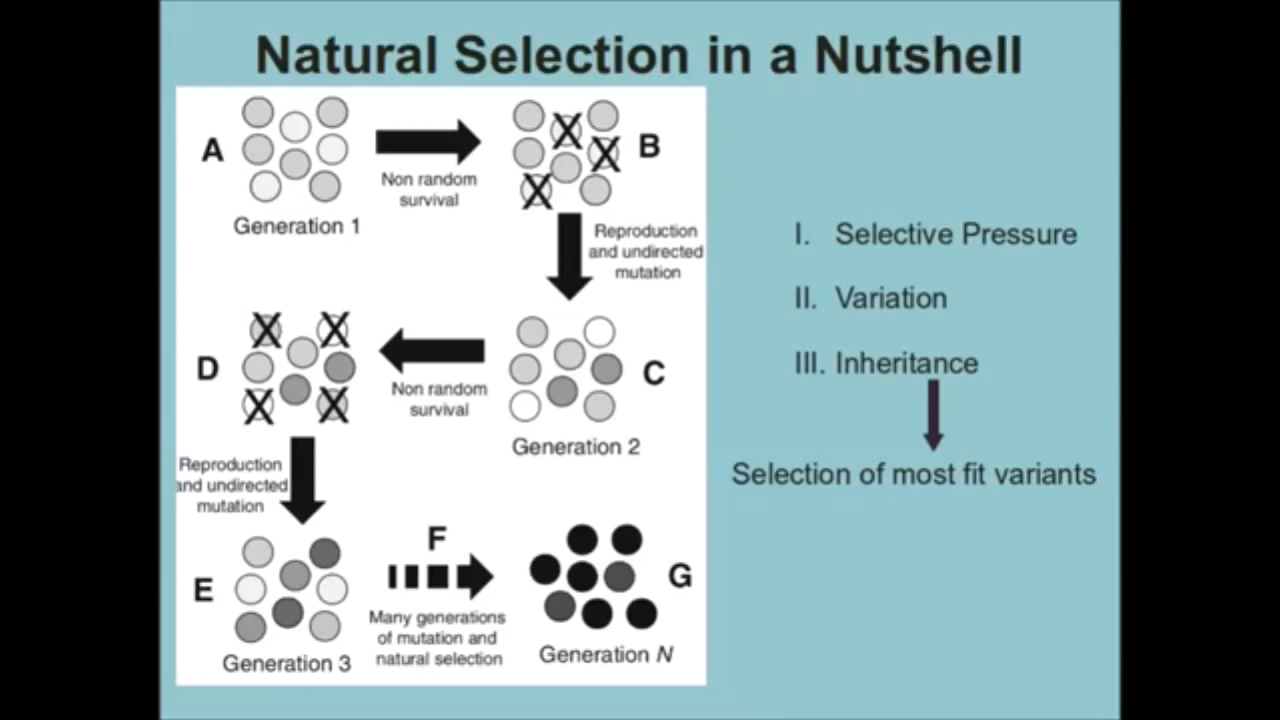 Natural Selection in a Nutshell
A
Generation 1
Non random
survival
B
Reproduction
and undirected
mutation
C
Generation 2
Non random
survival
D
Reproduction
and undirected
mutation
E
Generation 3
F
Many generations
of mutation and
natural selection
G
Generation N
I. Selective Pressure
II. Variation
III. Inheritance
Selection of most fit variants